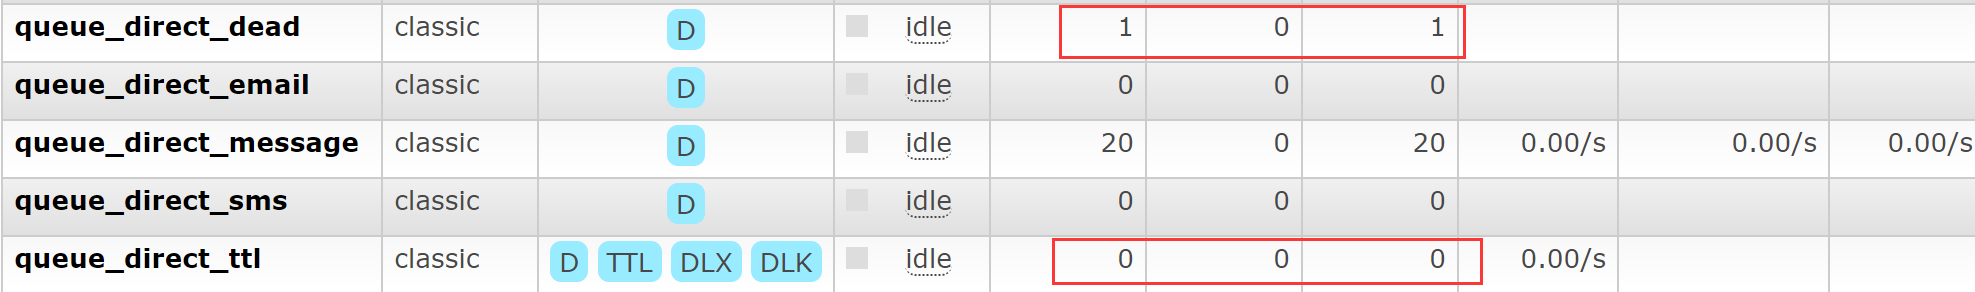 queue_direct_dead classic D idle 1 0 1
queue_direct_email classic D idle 0 0 0
queue_direct_message classic D idle 20 0 20 0.00/s 0.00/s 0.00/s
queue_direct_sms classic D idle 0 0 0
queue_direct_ttl classic D TTL DLX DLK idle 0 0 0 0.00/s